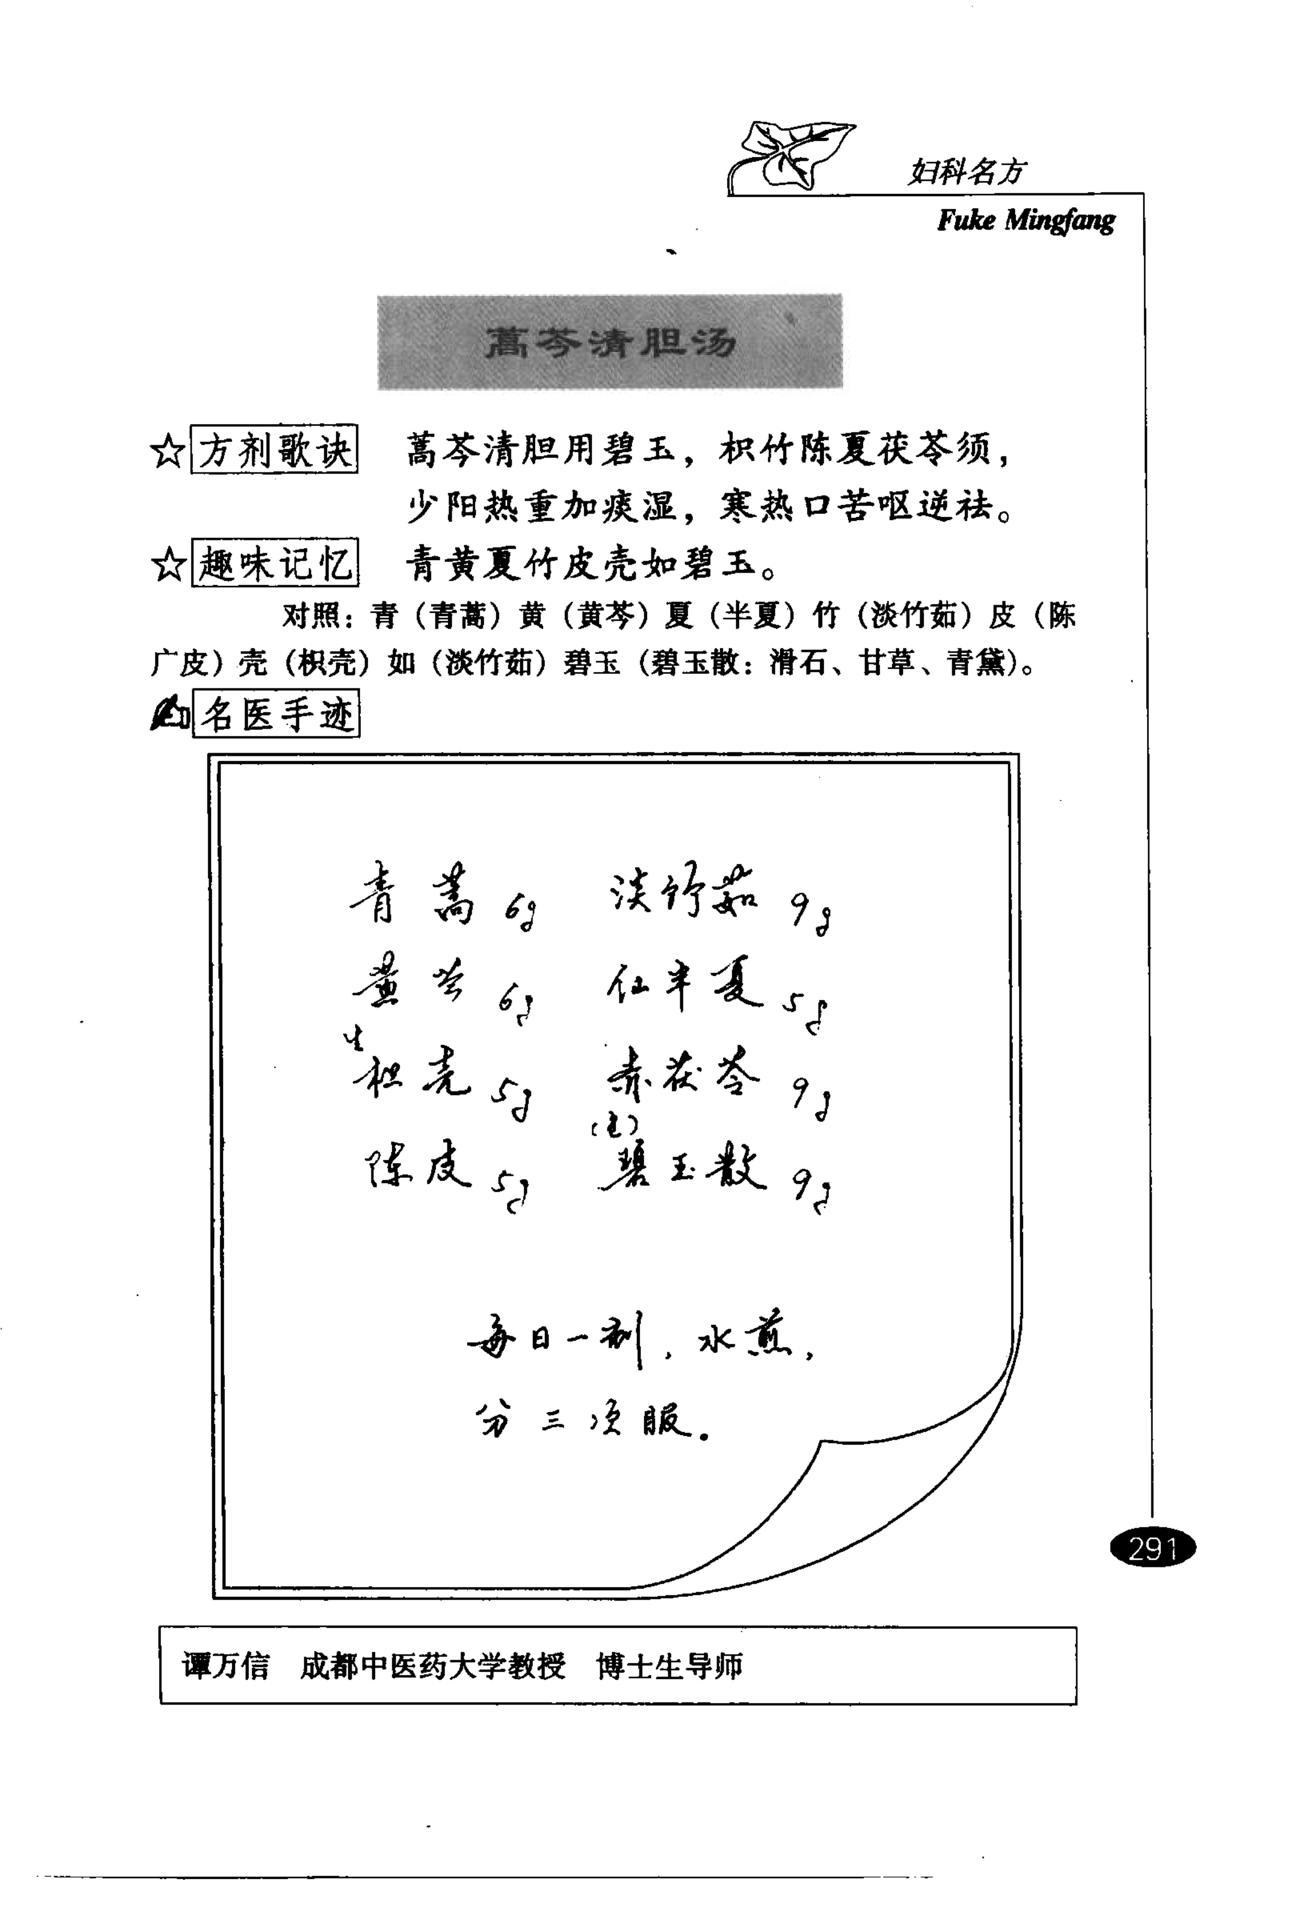 妇科名方
Fuke Mingfang
蒿芩清胆汤
☆方剂歌诀 蒿芩清胆用碧玉，枳竹陈夏茯苓须，
少阳热重加痰湿，寒热口苦呕逆祛。
☆趣味记忆 青黄夏竹皮壳如碧玉。
对照：青（青蒿）黄（黄芩）夏（半夏）竹（淡竹茹）皮（陈
广皮）壳（枳壳）如（淡竹茹）碧玉（碧玉散：滑石、甘草、青黛）。
名医手迹
青蒿 6g 淡竹茹 9g
黄芩 6g 仙半夏 5g
生
枳壳 5g 赤茯苓 9g
(包)
陈皮 5g 碧玉散 9g
每日一剂，水煎，
分三次服.
291
谭万信 成都中医药大学教授 博士生导师